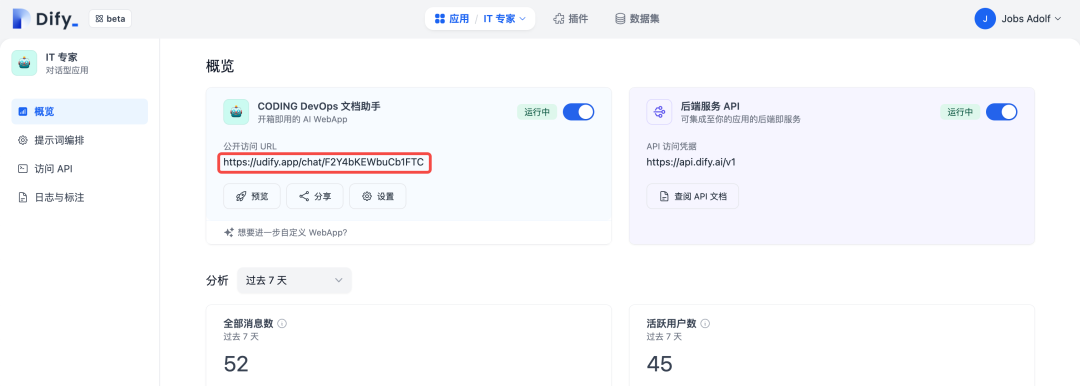 Dify_
beta
应用 / IT 专家
插件
数据集
J
Jobs Adolf
IT 专家
对话型应用
概览
提示词编排
访问 API
日志与标注
概览
CODING DevOps 文档助手
开箱即用的 AI WebApp
运行中
公开访问 URL
https://udify.app/chat/F2Y4bKEWbuCb1FTC
预览
分享
设置
想要进一步自定义 WebApp?
后端服务 API
可集成至你的应用的后端即服务
运行中
API 访问凭据
https://api.dify.ai/v1
查阅 API 文档
分析
过去 7 天
全部消息数
过去 7 天
52
活跃用户数
过去 7 天
45